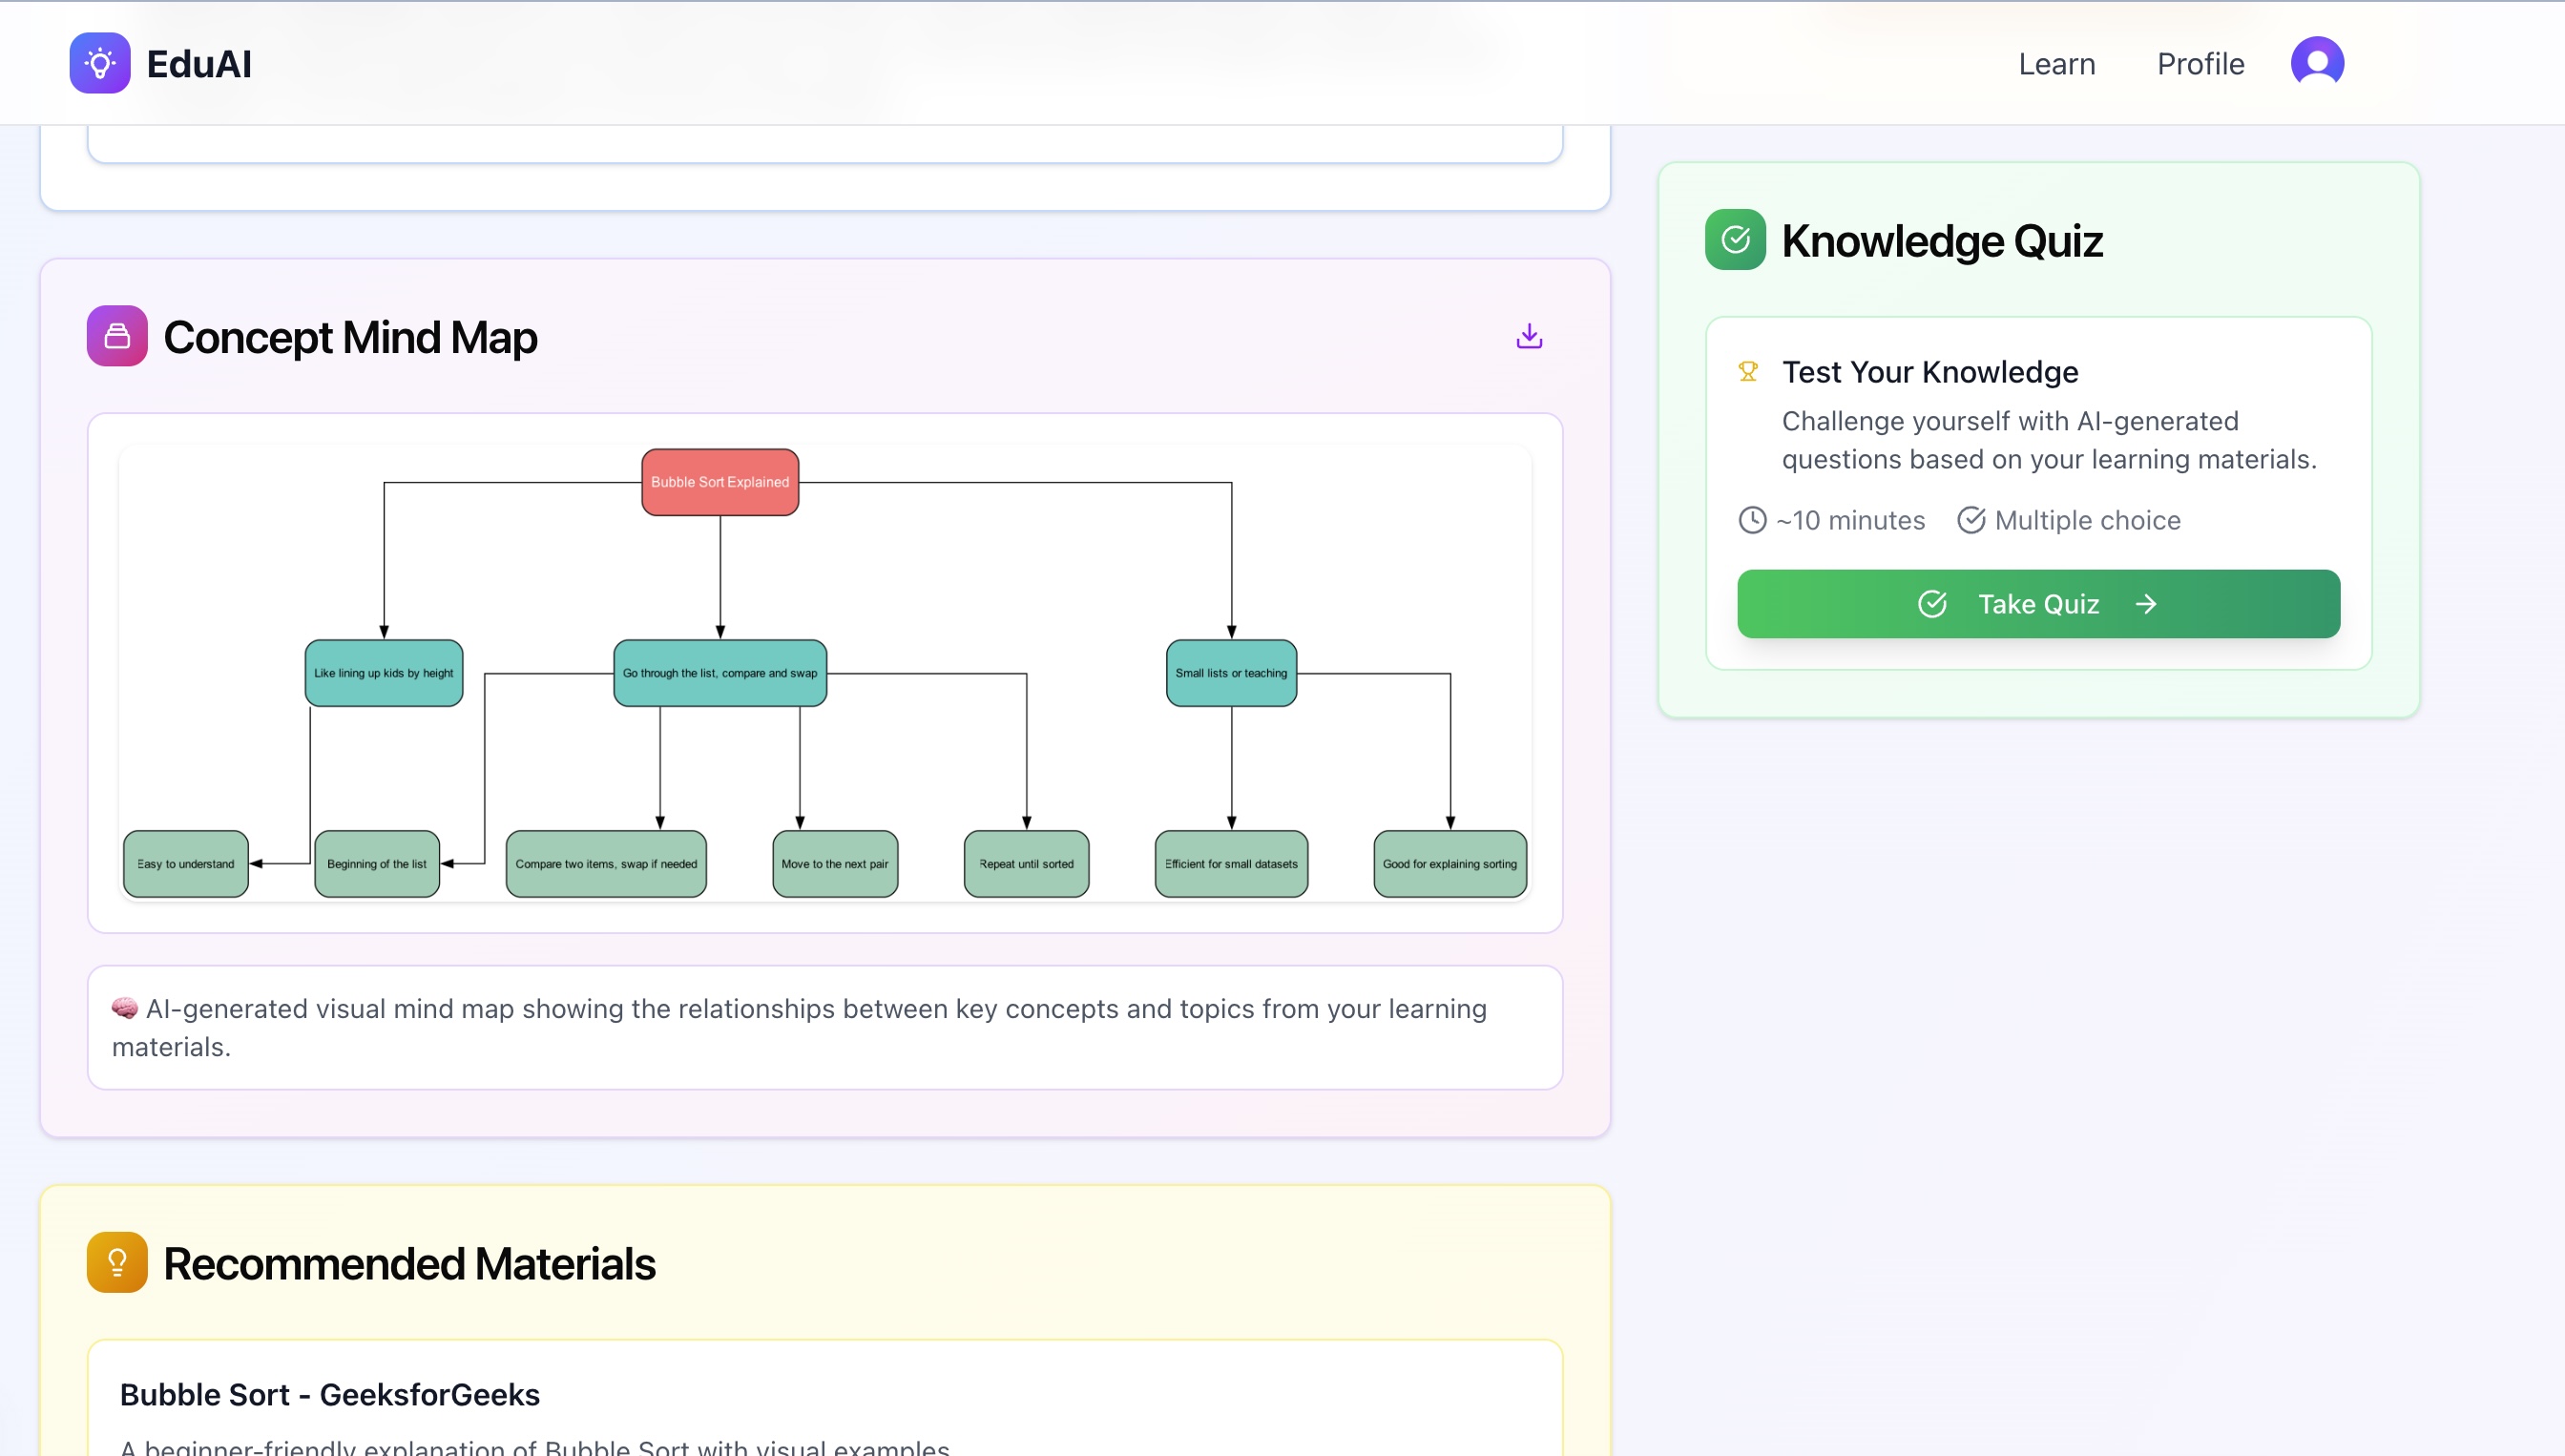 EduAI
Learn
Profile
Concept Mind Map
Bubble Sort Explained
Like lining up kids by height
Go through the list, compare and swap
Small lists or teaching
Easy to understand
Beginning of the list
Compare two items, swap if needed
Move to the next pair
Repeat until sorted
Efficient for small datasets
Good for explaining sorting
🧠 AI-generated visual mind map showing the relationships between key concepts and topics from your learning
materials.
Recommended Materials
Bubble Sort - GeeksforGeeks
A beginner-friendly explanation of Bubble Sort with visual examples
Knowledge Quiz
Test Your Knowledge
Challenge yourself with AI-generated
questions based on your learning materials.
~10 minutes
Multiple choice
Take Quiz